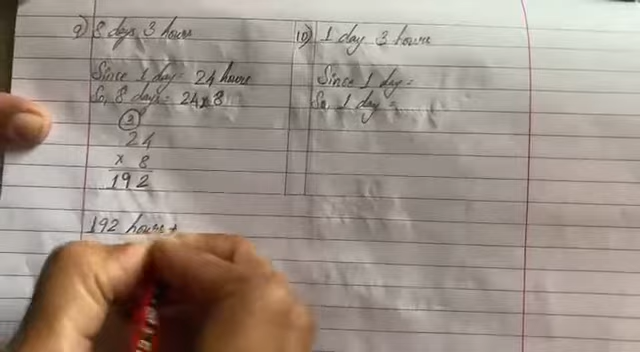 9) 8 days 3 hours
Since 1 day = 24 hours
So, 8 days = 24 x 8
3
24
x 8
192
192 hours +
10) 1 day 3 hours
Since 1 day =
So, 1 day =